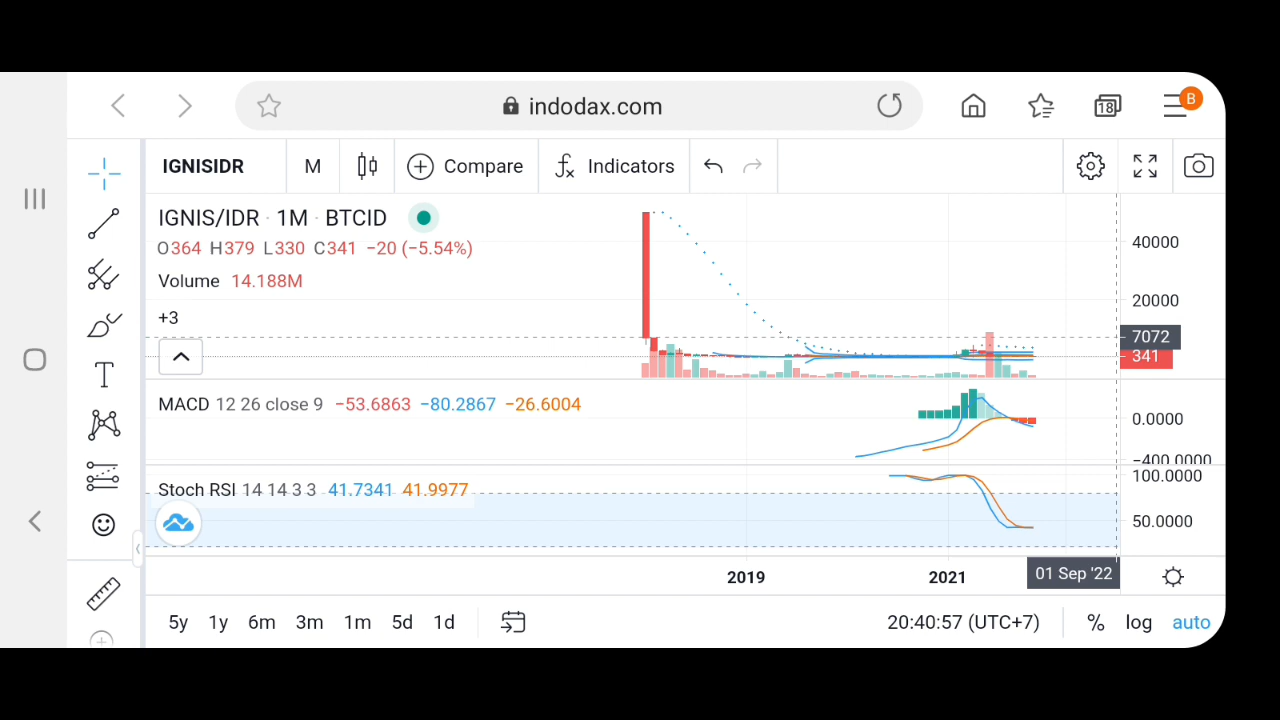 indodax.com
18
B
IGNISIDR M Compare Indicators
IGNIS/IDR · 1M · BTCID
O364 H379 L330 C341 −20 (−5.54%)
Volume 14.188M
+3
40000
20000
7072
341
MACD 12 26 close 9 −53.6863 −80.2867 −26.6004
0.0000
−400.0000
Stoch RSI 14 14 3 3 41.7341 41.9977
100.0000
50.0000
2019 2021 01 Sep '22
5y 1y 6m 3m 1m 5d 1d 20:40:57 (UTC+7) % log auto